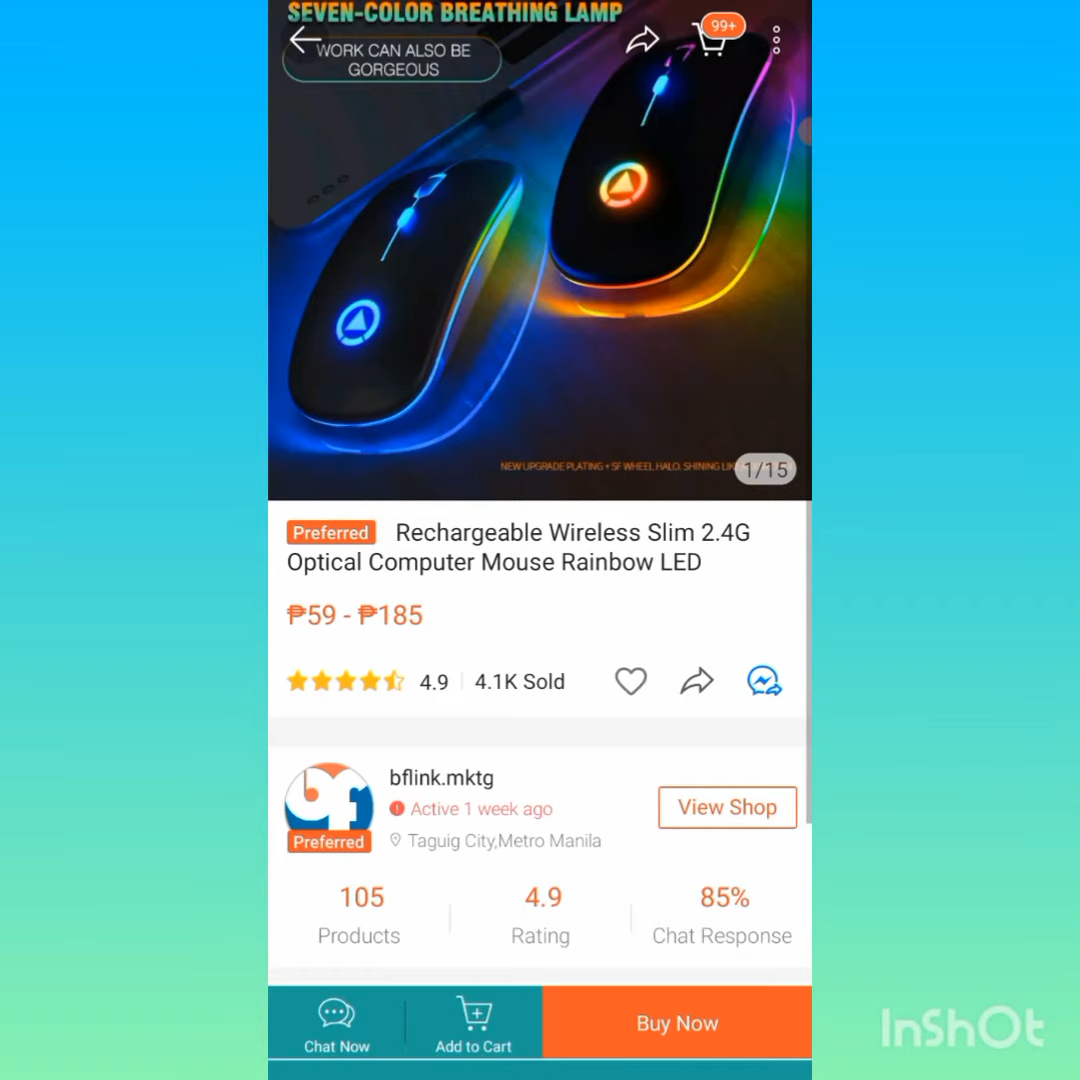 SEVEN-COLOR BREATHING LAMP
99+
WORK CAN ALSO BE
GORGEOUS
NEW UPGRADE PLATING + SF WHEEL HALO. SHINING
1/15
Preferred Rechargeable Wireless Slim 2.4G
Optical Computer Mouse Rainbow LED
₱59 - ₱185
4.9 4.1K Sold
bflink.mktg
Active 1 week ago
View Shop
Preferred
Taguig City,Metro Manila
105 4.9 85%
Products Rating Chat Response
Chat Now Add to Cart Buy Now
InShOt